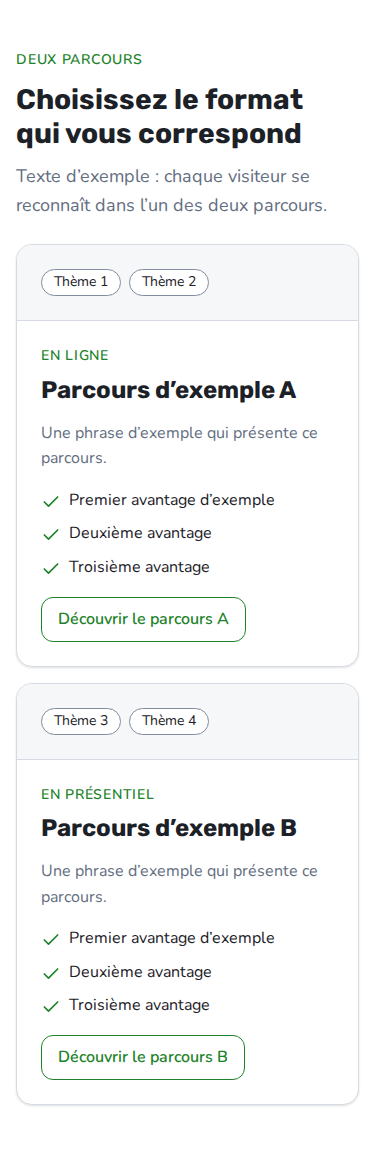 DEUX PARCOURS
Choisissez le format
qui vous correspond
Texte d’exemple : chaque visiteur se
reconnaît dans l’un des deux parcours.
Thème 1 Thème 2
EN LIGNE
Parcours d’exemple A
Une phrase d’exemple qui présente ce
parcours.
Premier avantage d’exemple
Deuxième avantage
Troisième avantage
Découvrir le parcours A
Thème 3 Thème 4
EN PRÉSENTIEL
Parcours d’exemple B
Une phrase d’exemple qui présente ce
parcours.
Premier avantage d’exemple
Deuxième avantage
Troisième avantage
Découvrir le parcours B